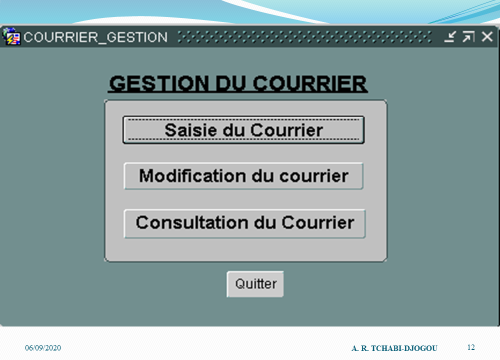 COURRIER_GESTION
GESTION DU COURRIER
Saisie du Courrier
Modification du courrier
Consultation du Courrier
Quitter
06/09/2020 A. R. TCHABI-DJOGOU 12